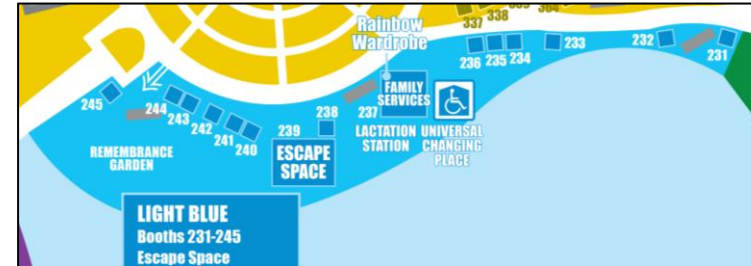 337
338
364
Rainbow
Wardrobe
236
235
234
233
232
231
245
244
243
242
241
240
239
238
237
FAMILY
SERVICES
ESCAPE
SPACE
LACTATION
STATION
UNIVERSAL
CHANGING
PLACE
REMEMBRANCE
GARDEN
LIGHT BLUE
Booths 231-245
Escape Space